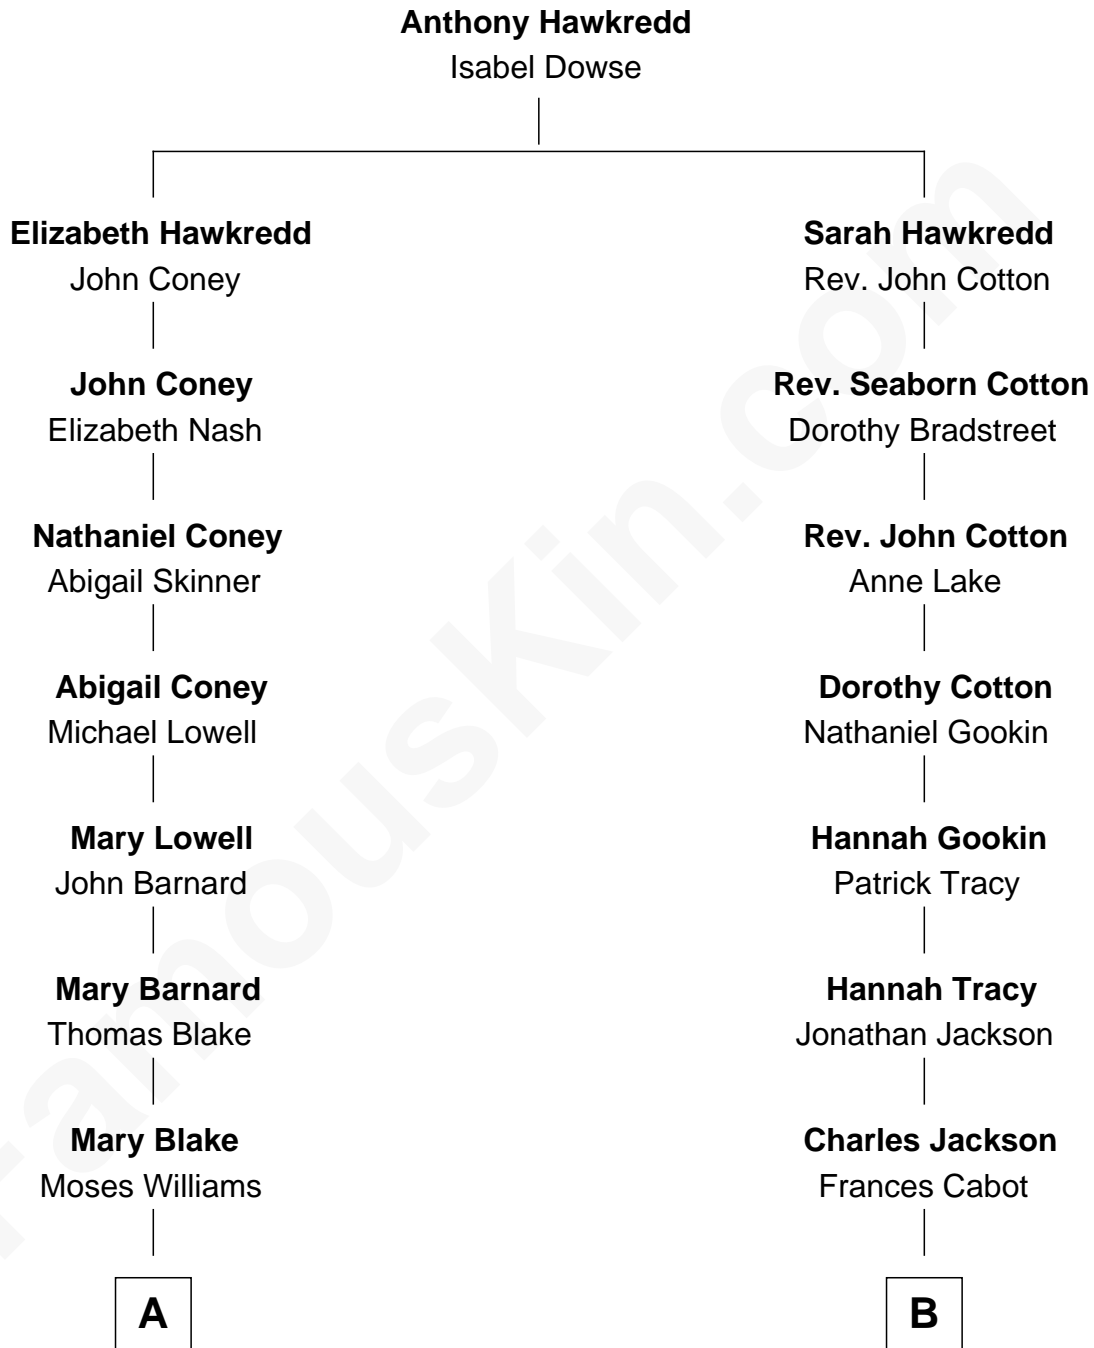 Anthony Hawkredd
Isabel Dowse
Elizabeth Hawkredd
John Coney
Sarah Hawkredd
Rev. John Cotton
John Coney
Elizabeth Nash
Rev. Seaborn Cotton
Dorothy Bradstreet
Nathaniel Coney
Abigail Skinner
Rev. John Cotton
Anne Lake
Abigail Coney
Michael Lowell
Dorothy Cotton
Nathaniel Gookin
Mary Lowell
John Barnard
Hannah Gookin
Patrick Tracy
Mary Barnard
Thomas Blake
Hannah Tracy
Jonathan Jackson
Mary Blake
Moses Williams
Charles Jackson
Frances Cabot
A
B
FamousKin.com